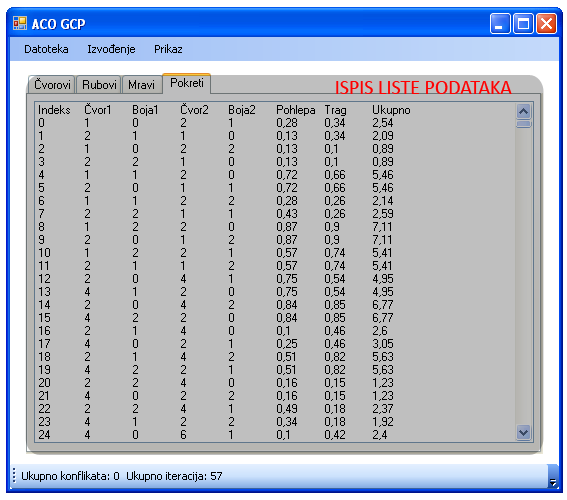 ACO GCP
Datoteka Izvođenje Prikaz
Čvorovi Rubovi Mravi Pokreti
ISPIS LISTE PODATAKA
Indeks Čvor1 Boja1 Čvor2 Boja2 Pohlepa Trag Ukupno
0 1 0 2 1 0,28 0,34 2,54
1 2 1 1 0 0,13 0,34 2,09
2 1 0 2 2 0,13 0,1 0,89
3 2 2 1 0 0,13 0,1 0,89
4 1 1 2 0 0,72 0,66 5,46
5 2 0 1 1 0,72 0,66 5,46
6 1 1 2 2 0,28 0,26 2,14
7 2 2 1 1 0,43 0,26 2,59
8 1 2 2 0 0,87 0,9 7,11
9 2 0 1 2 0,87 0,9 7,11
10 1 2 2 1 0,57 0,74 5,41
11 2 1 1 2 0,57 0,74 5,41
12 2 0 4 1 0,75 0,54 4,95
13 4 1 2 0 0,75 0,54 4,95
14 2 0 4 2 0,84 0,85 6,77
15 4 2 2 0 0,84 0,85 6,77
16 2 1 4 0 0,1 0,46 2,6
17 4 0 2 1 0,25 0,46 3,05
18 2 1 4 2 0,51 0,82 5,63
19 4 2 2 1 0,51 0,82 5,63
20 2 2 4 0 0,16 0,15 1,23
21 4 0 2 2 0,16 0,15 1,23
22 2 2 4 1 0,49 0,18 2,37
23 4 1 2 2 0,34 0,18 1,92
24 4 0 6 1 0,1 0,42 2,4
Ukupno konflikata: 0 Ukupno iteracija: 57